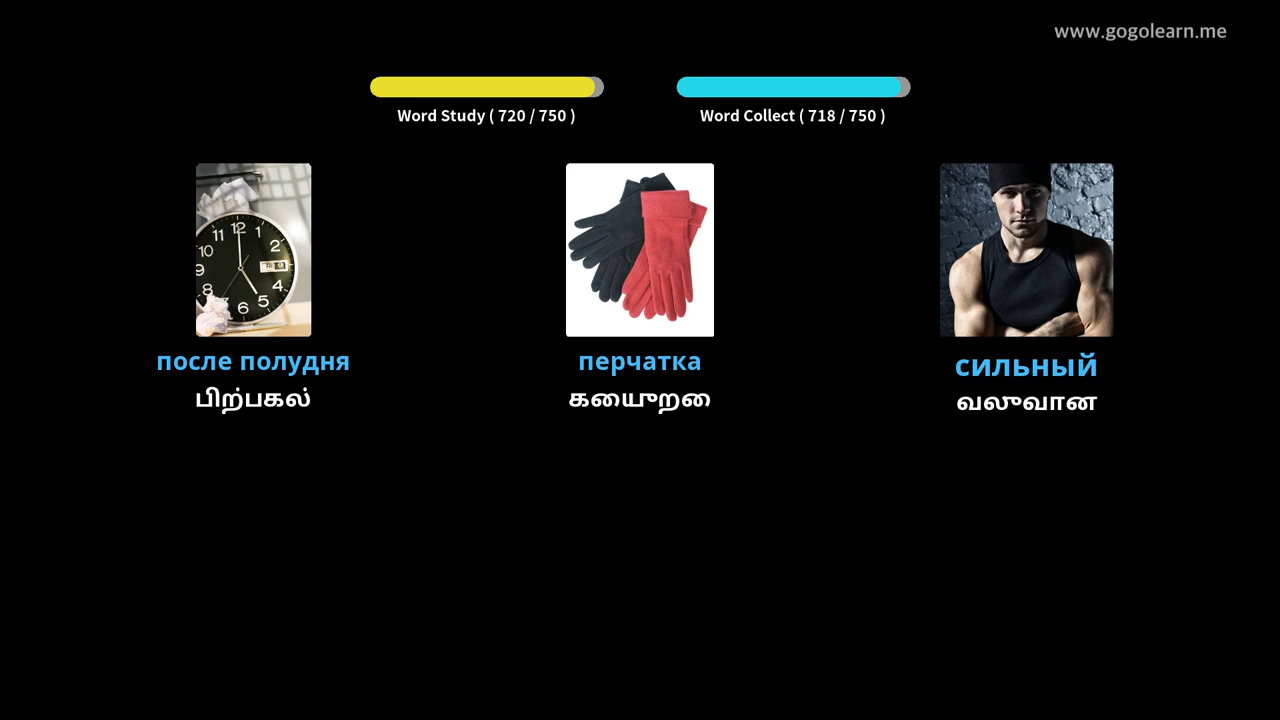 www.gogolearn.me
Word Study ( 720 / 750 )
Word Collect ( 718 / 750 )
после полудня
பிற்பகல்
перчатка
கையுறை
сильный
வலுவான